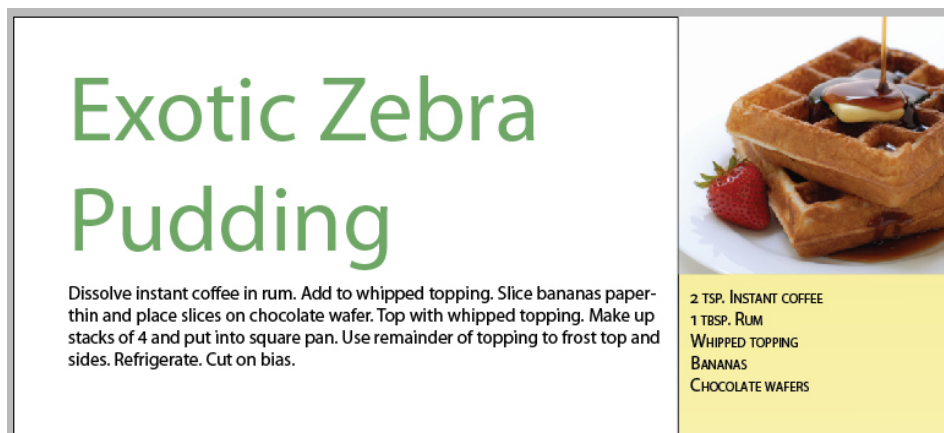 Exotic Zebra
Pudding
Dissolve instant coffee in rum. Add to whipped topping. Slice bananas paper-
thin and place slices on chocolate wafer. Top with whipped topping. Make up
stacks of 4 and put into square pan. Use remainder of topping to frost top and
sides. Refrigerate. Cut on bias.
2 tsp. Instant coffee
1 tbsp. Rum
Whipped topping
Bananas
Chocolate wafers